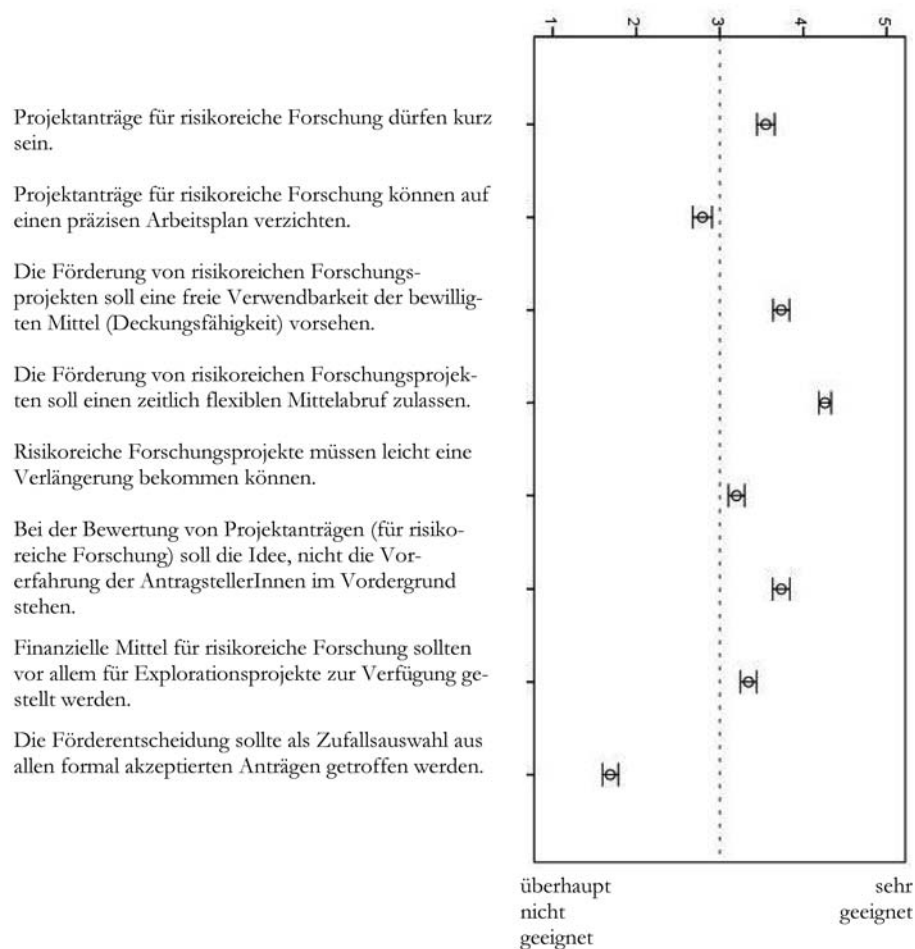 1 2 3 4 5
Projektanträge für risikoreiche Forschung dürfen kurz
sein.
Projektanträge für risikoreiche Forschung können auf
einen präzisen Arbeitsplan verzichten.
Die Förderung von risikoreichen Forschungs-
projekten soll eine freie Verwendbarkeit der bewillig-
ten Mittel (Deckungsfähigkeit) vorsehen.
Die Förderung von risikoreichen Forschungsprojek-
ten soll einen zeitlich flexiblen Mittelabruf zulassen.
Risikoreiche Forschungsprojekte müssen leicht eine
Verlängerung bekommen können.
Bei der Bewertung von Projektanträgen (für risiko-
reiche Forschung) soll die Idee, nicht die Vor-
erfahrung der AntragstellerInnen im Vordergrund
stehen.
Finanzielle Mittel für risikoreiche Forschung sollten
vor allem für Explorationsprojekte zur Verfügung ge-
stellt werden.
Die Förderentscheidung sollte als Zufallsauswahl aus
allen formal akzeptierten Anträgen getroffen werden.
überhaupt
nicht
geeignet
sehr
geeignet